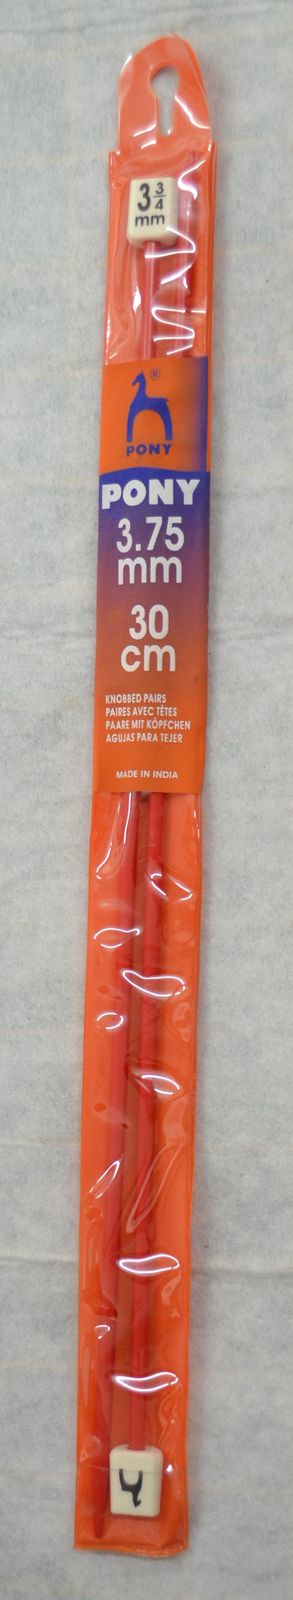 3 3/4
mm
®
PONY
PONY
3.75
mm
30
cm
KNOBBED PAIRS
PAIRES AVEC TÊTES
PAARE MIT KÖPFCHEN
AGUJAS PARA TEJER
MADE IN INDIA